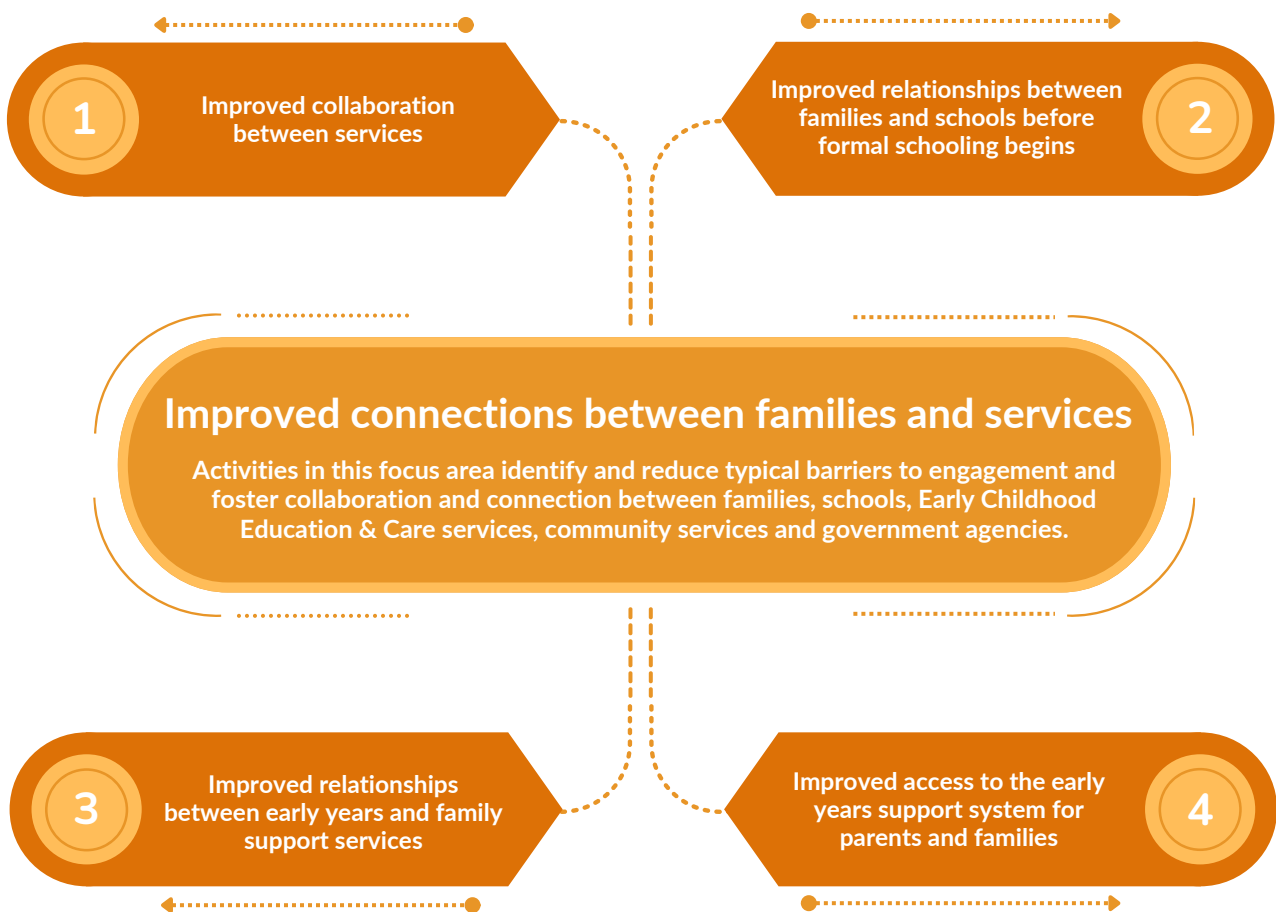 1
Improved collaboration
between services
Improved relationships between
families and schools before
formal schooling begins
2
Improved connections between families and services
Activities in this focus area identify and reduce typical barriers to engagement and
foster collaboration and connection between families, schools, Early Childhood
Education & Care services, community services and government agencies.
3
Improved relationships
between early years and family
support services
Improved access to the early
years support system for
parents and families
4